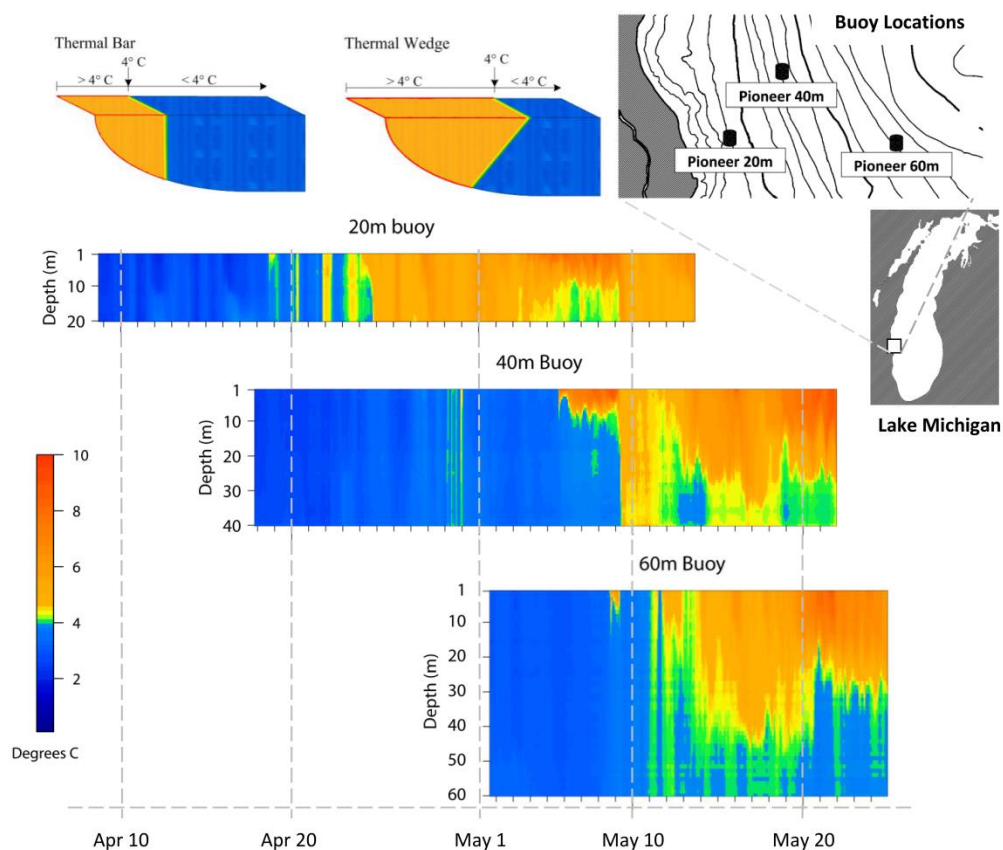 Thermal Bar
4° C
> 4° C
< 4° C
Thermal Wedge
4° C
> 4° C
< 4° C
Buoy Locations
Pioneer 40m
Pioneer 20m
Pioneer 60m
Lake Michigan
20m buoy
Depth (m)
1
10
20
40m Buoy
Depth (m)
1
10
20
30
40
60m Buoy
Depth (m)
1
10
20
30
40
50
60
10
8
6
4
2
Degrees C
Apr 10
Apr 20
May 1
May 10
May 20